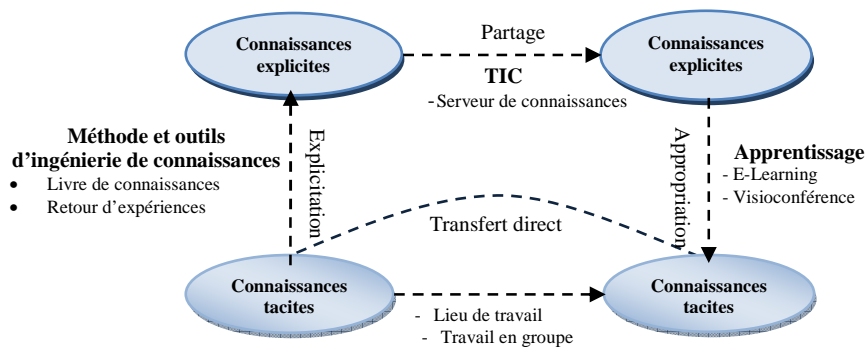 Connaissances
explicites
Partage
TIC
- Serveur de connaissances
Connaissances
explicites
Méthode et outils
d'ingénierie de connaissances
• Livre de connaissances
• Retour d'expériences
Explicitation
Appropriation
Apprentissage
- E-Learning
- Visioconférence
Transfert direct
Connaissances
tacites
- Lieu de travail
- Travail en groupe
Connaissances
tacites